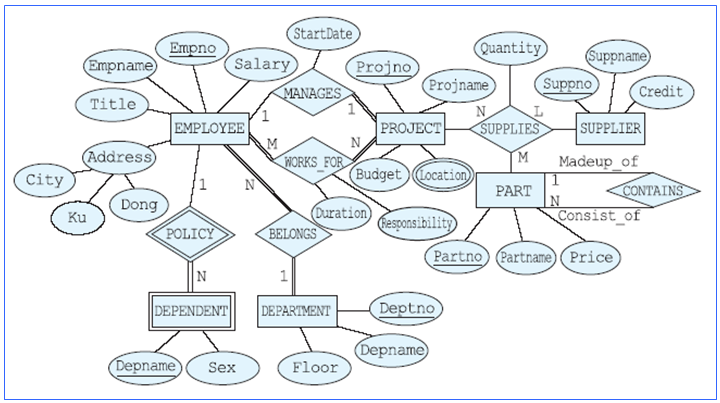 StartDate
Quantity
Suppname
Empno
Empname
Salary
Projno
Suppno
Projname
Credit
Title
MANAGES
1
1
N
L
EMPLOYEE
PROJECT
SUPPLIES
SUPPLIER
M
N
Address
WORKS_FOR
M
Madeup_of
City
Budget
Location
PART
1
CONTAINS
1
N
N
Ku
Dong
Duration
Responsibility
Consist_of
POLICY
BELONGS
Partno
Partname
Price
N
1
DEPENDENT
DEPARTMENT
Deptno
Depname
Sex
Floor
Depname